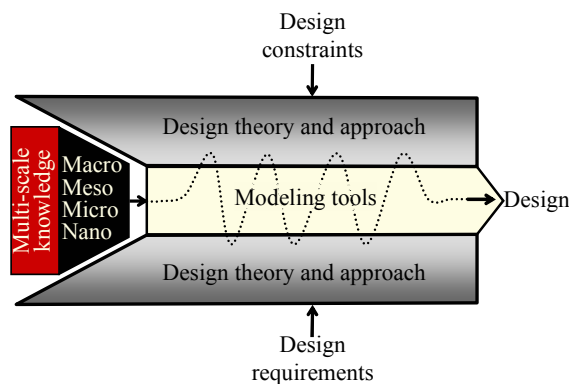 Design
constraints
Design theory and approach
Multi-scale
knowledge
Macro
Meso
Micro
Nano
Modeling tools
Design
Design theory and approach
Design
requirements